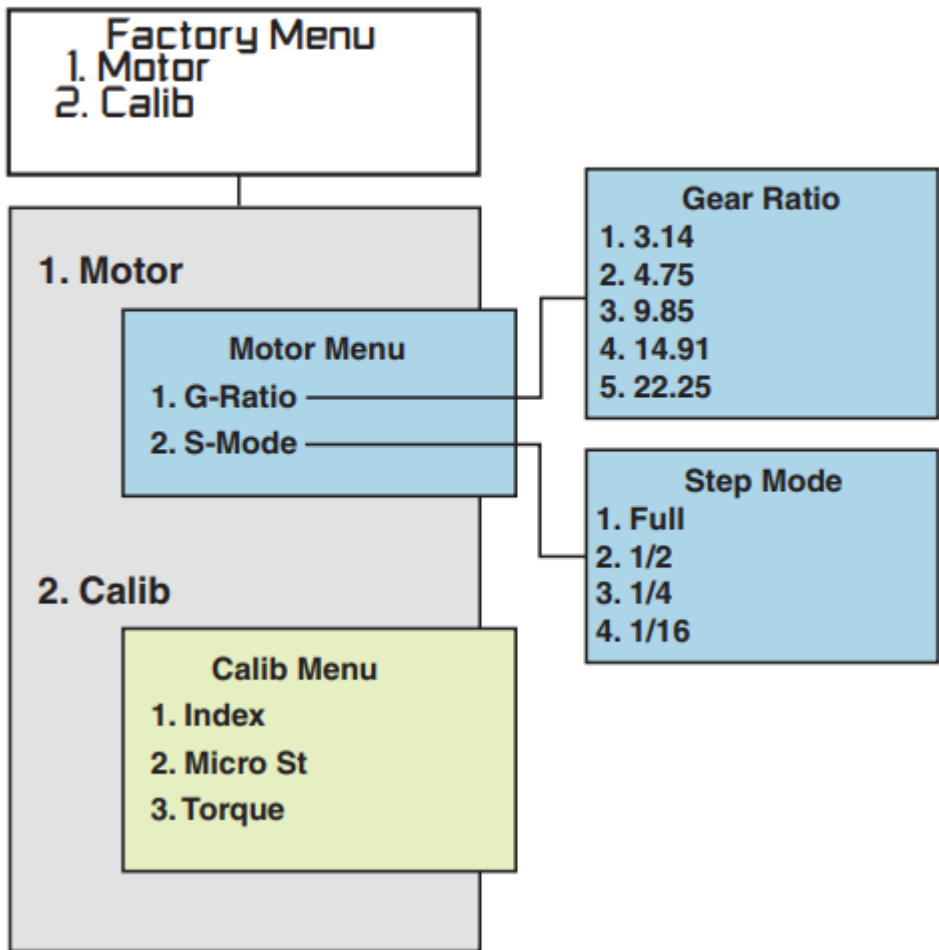 Factory Menu
1. Motor
2. Calib
1. Motor
Motor Menu
1. G-Ratio
2. S-Mode
Gear Ratio
1. 3.14
2. 4.75
3. 9.85
4. 14.91
5. 22.25
Step Mode
1. Full
2. 1/2
3. 1/4
4. 1/16
2. Calib
Calib Menu
1. Index
2. Micro St
3. Torque